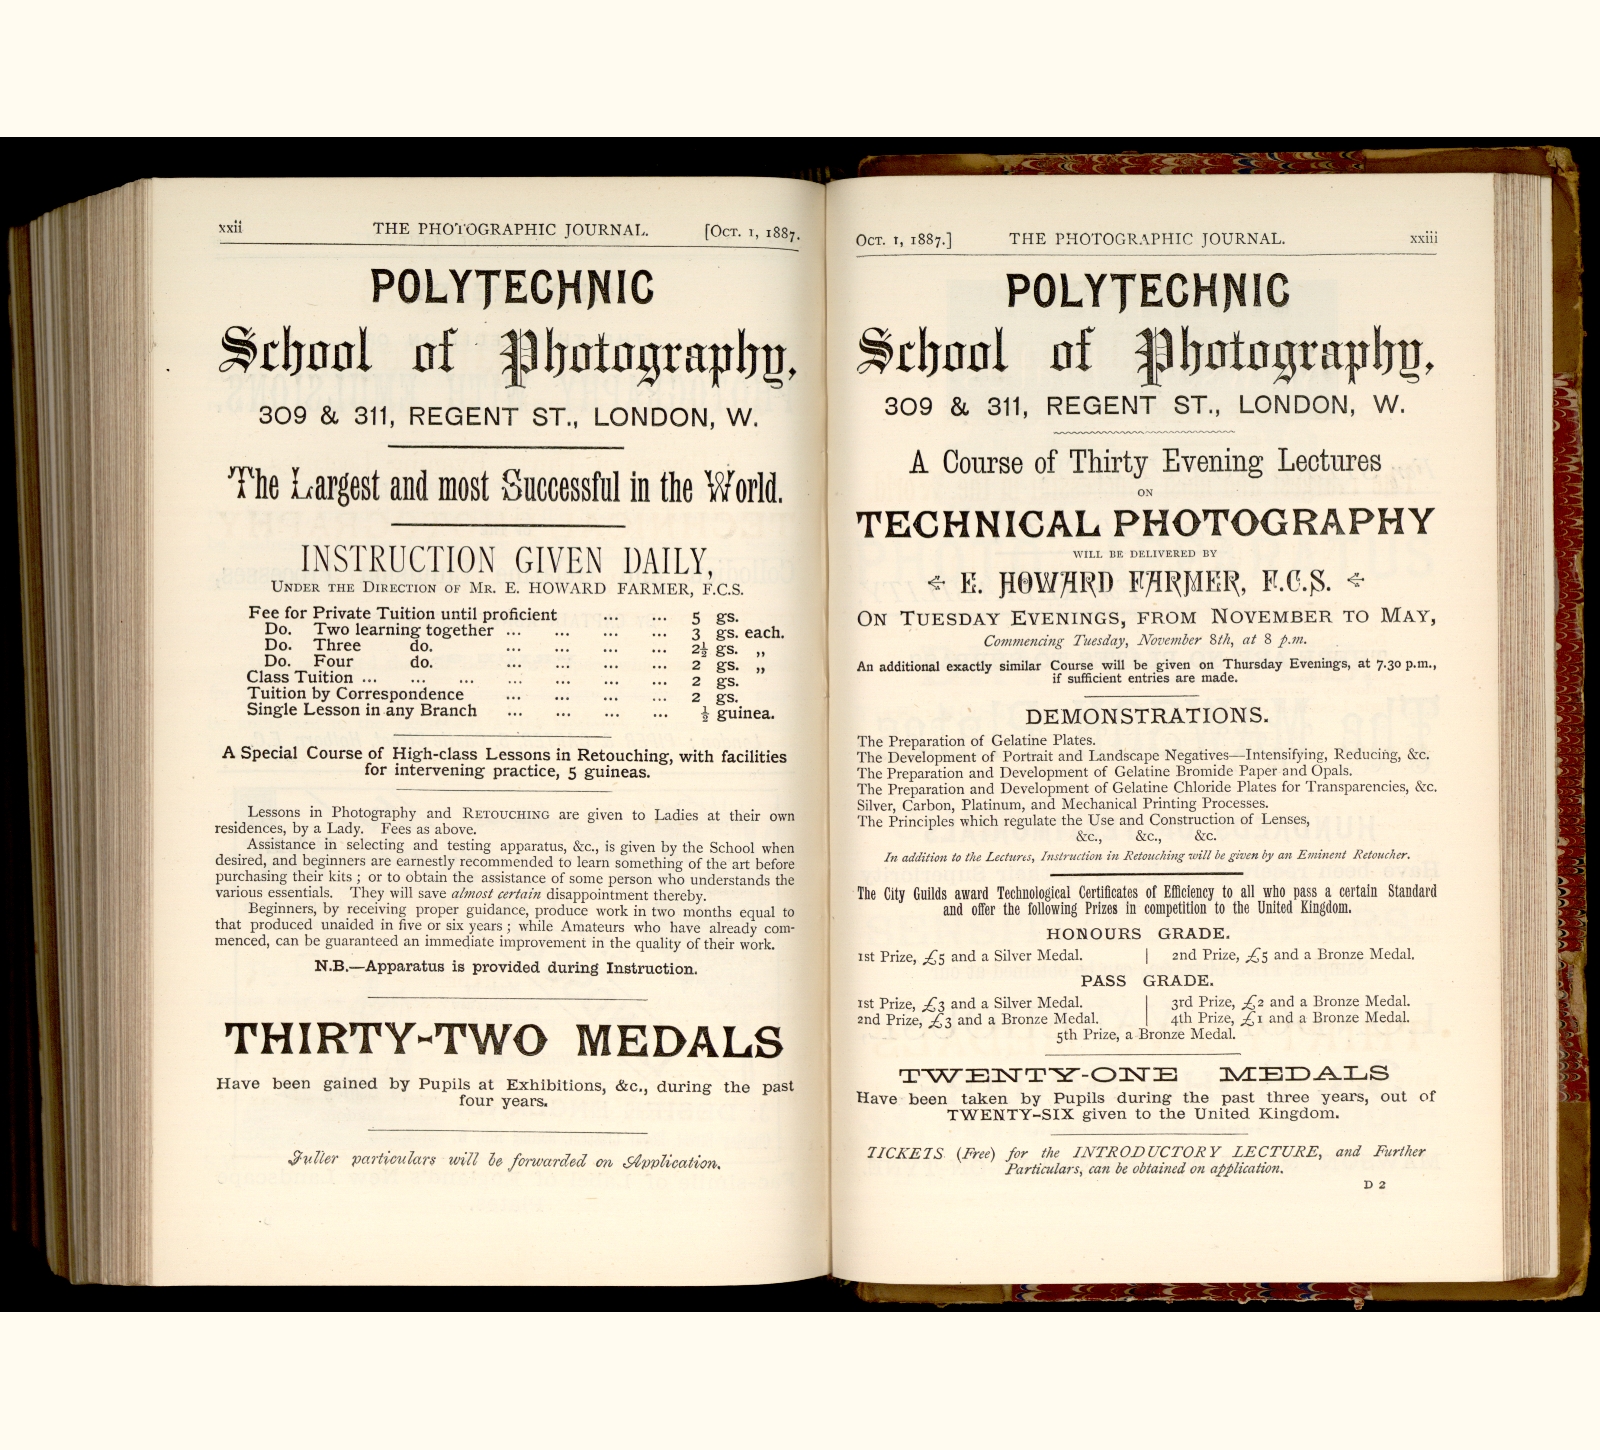 xxii THE PHOTOGRAPHIC JOURNAL. [Oct. 1, 1887.
POLYTECHNIC
School of Photography,
309 & 311, REGENT ST., LONDON, W.
The Largest and most Successful in the World.
INSTRUCTION GIVEN DAILY,
Under the Direction of Mr. E. HOWARD FARMER, F.C.S.
Fee for Private Tuition until proficient ... ... 5 gs.
Do. Two learning together ... ... ... ... 3 gs. each.
Do. Three do. ... ... ... ... 2½ gs. „
Do. Four do. ... ... ... ... 2 gs. „
Class Tuition ... ... ... ... ... ... ... 2 gs.
Tuition by Correspondence ... ... ... ... 2 gs.
Single Lesson in any Branch ... ... ... ... ½ guinea.
A Special Course of High-class Lessons in Retouching, with facilities
for intervening practice, 5 guineas.
Lessons in Photography and Retouching are given to Ladies at their own
residences, by a Lady. Fees as above.
Assistance in selecting and testing apparatus, &c., is given by the School when
desired, and beginners are earnestly recommended to learn something of the art before
purchasing their kits ; or to obtain the assistance of some person who understands the
various essentials. They will save almost certain disappointment thereby.
Beginners, by receiving proper guidance, produce work in two months equal to
that produced unaided in five or six years ; while Amateurs who have already com-
menced, can be guaranteed an immediate improvement in the quality of their work.
N.B.—Apparatus is provided during Instruction.
THIRTY-TWO MEDALS
Have been gained by Pupils at Exhibitions, &c., during the past
four years.
Fuller particulars will be forwarded on Application.
Oct. 1, 1887.] THE PHOTOGRAPHIC JOURNAL. xxiii
POLYTECHNIC
School of Photography,
309 & 311, REGENT ST., LONDON, W.
A Course of Thirty Evening Lectures
ON
TECHNICAL PHOTOGRAPHY
WILL BE DELIVERED BY
E. HOWARD FARMER, F.C.S.
On Tuesday Evenings, from November to May,
Commencing Tuesday, November 8th, at 8 p.m.
An additional exactly similar Course will be given on Thursday Evenings, at 7.30 p.m.,
if sufficient entries are made.
DEMONSTRATIONS.
The Preparation of Gelatine Plates.
The Development of Portrait and Landscape Negatives—Intensifying, Reducing, &c.
The Preparation and Development of Gelatine Bromide Paper and Opals.
The Preparation and Development of Gelatine Chloride Plates for Transparencies, &c.
Silver, Carbon, Platinum, and Mechanical Printing Processes.
The Principles which regulate the Use and Construction of Lenses,
&c., &c., &c.
In addition to the Lectures, Instruction in Retouching will be given by an Eminent Retoucher.
The City Guilds award Technological Certificates of Efficiency to all who pass a certain Standard
and offer the following Prizes in competition to the United Kingdom.
HONOURS GRADE.
1st Prize, £5 and a Silver Medal. | 2nd Prize, £5 and a Bronze Medal.
PASS GRADE.
1st Prize, £3 and a Silver Medal. | 3rd Prize, £2 and a Bronze Medal.
2nd Prize, £3 and a Bronze Medal. | 4th Prize, £1 and a Bronze Medal.
5th Prize, a Bronze Medal.
TWENTY-ONE MEDALS
Have been taken by Pupils during the past three years, out of
TWENTY-SIX given to the United Kingdom.
TICKETS (Free) for the INTRODUCTORY LECTURE, and Further
Particulars, can be obtained on application.
D 2